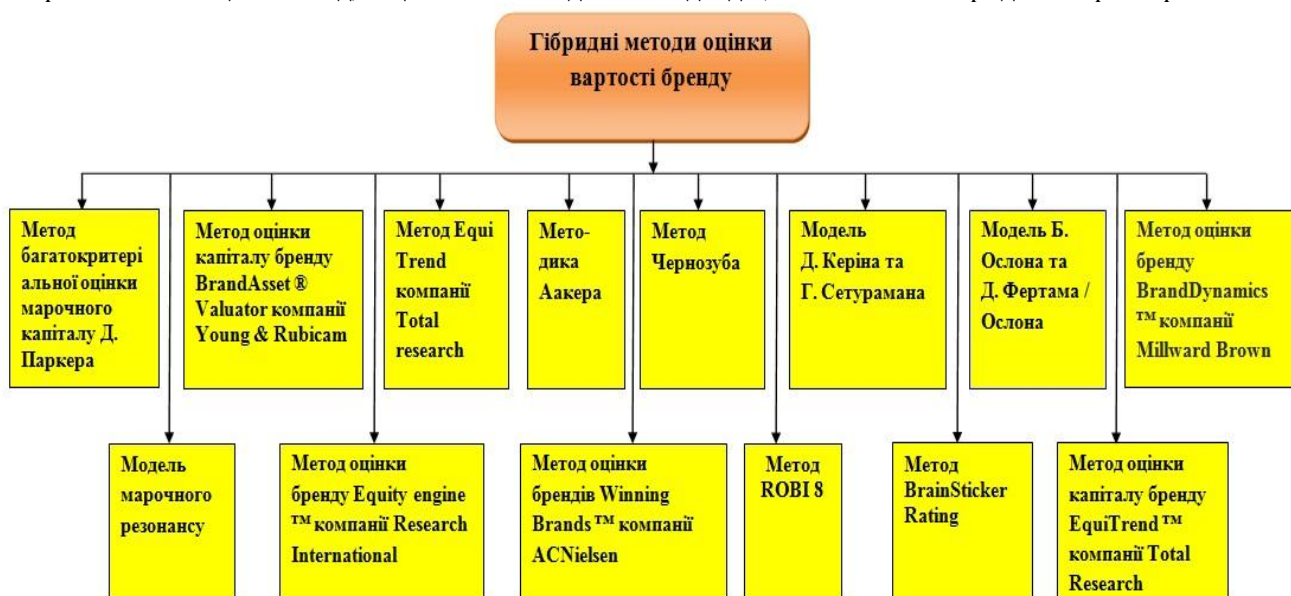 Гібридні методи оцінки
вартості бренду
Метод
багатокритері
альної оцінки
марочного
капіталу Д.
Паркера
Метод оцінки
капіталу бренду
BrandAsset ®
Valuator компанії
Young & Rubicam
Метод Equi
Trend
компанії
Total
research
Мето-
дика
Аакера
Метод
Чернозуба
Модель
Д. Керіна та
Г. Сетурамана
Модель Б.
Ослона та
Д. Фертама /
Ослона
Метод оцінки
бренду
BrandDynamics
™ компанії
Millward Brown
Модель
марочного
резонансу
Метод оцінки
бренду Equity engine
™ компанії Research
International
Метод оцінки
брендів Winning
Brands ™ компанії
ACNielsen
Метод
ROBI 8
Метод
BrainSticker
Rating
Метод оцінки
капіталу бренду
EquiTrend ™
компанії Total
Research